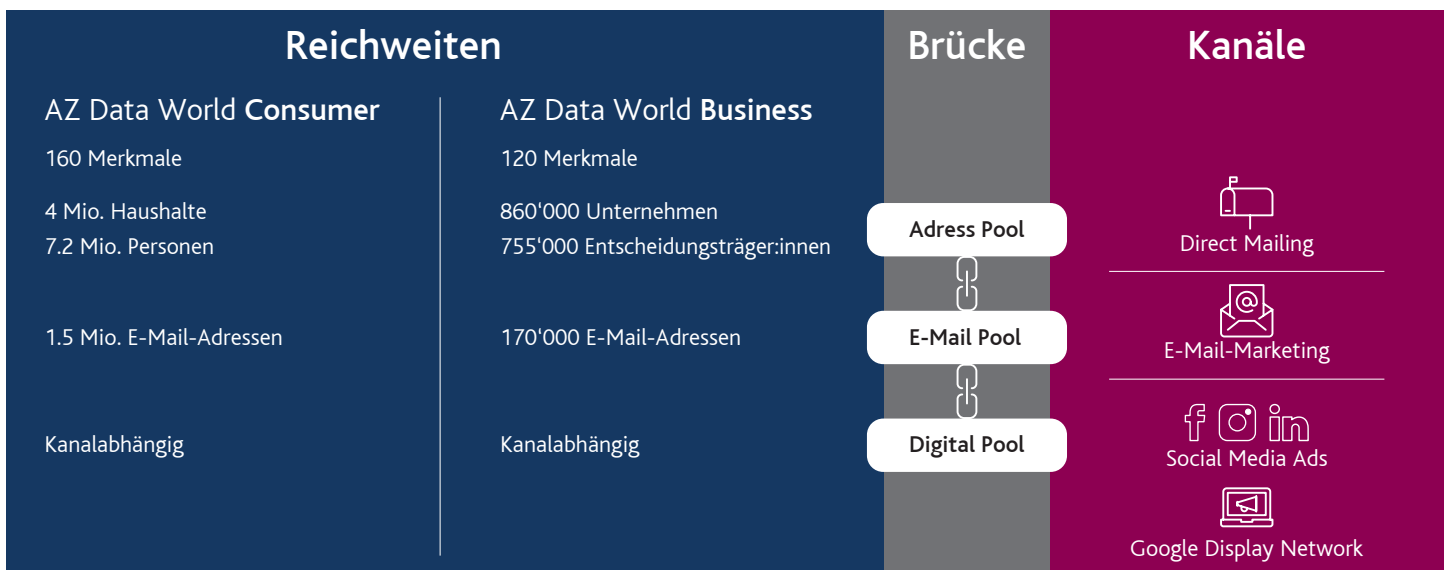 Reichweiten
AZ Data World Consumer
160 Merkmale
4 Mio. Haushalte
7.2 Mio. Personen
1.5 Mio. E-Mail-Adressen
Kanalabhängig
AZ Data World Business
120 Merkmale
860‘000 Unternehmen
755‘000 Entscheidungsträger:innen
170‘000 E-Mail-Adressen
Kanalabhängig
Brücke
Adress Pool
E-Mail Pool
Digital Pool
Kanäle
Direct Mailing
@
E-Mail-Marketing
f in
Social Media Ads
Google Display Network